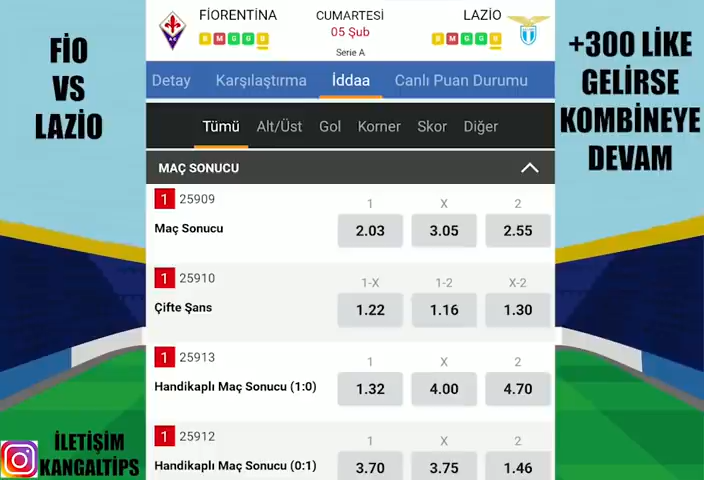 FİO
VS
LAZİO
FİORENTİNA
B M G G B
CUMARTESİ
05 Şub
Serie A
LAZİO
B M G G B
+300 LİKE
GELİRSE
KOMBİNEYE
DEVAM
Detay Karşılaştırma İddaa Canlı Puan Durumu
Tümü Alt/Üst Gol Korner Skor Diğer
MAÇ SONUCU
1 25909
1 X 2
Maç Sonucu 2.03 3.05 2.55
1 25910
1-X 1-2 X-2
Çifte Şans 1.22 1.16 1.30
1 25913
1 X 2
Handikaplı Maç Sonucu (1:0) 1.32 4.00 4.70
1 25912
1 X 2
Handikaplı Maç Sonucu (0:1) 3.70 3.75 1.46
İLETİŞİM
KANGALTİPS